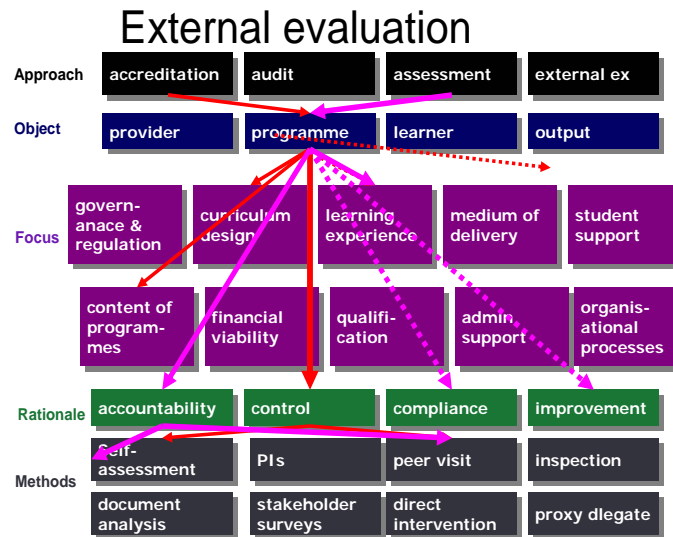 External evaluation
Approach accreditation audit assessment external ex
Object provider programme learner output
Focus
govern-
anace &
regulation
curriculum
design
learning
experience
medium of
delivery
student
support
content of
program-
mes
financial
viability
qualifi-
cation
admin
support
organis-
ational
processes
Rationale accountability control compliance improvement
Methods
Self-
assessment
PIs
peer visit
inspection
document
analysis
stakeholder
surveys
direct
intervention
proxy dlegate